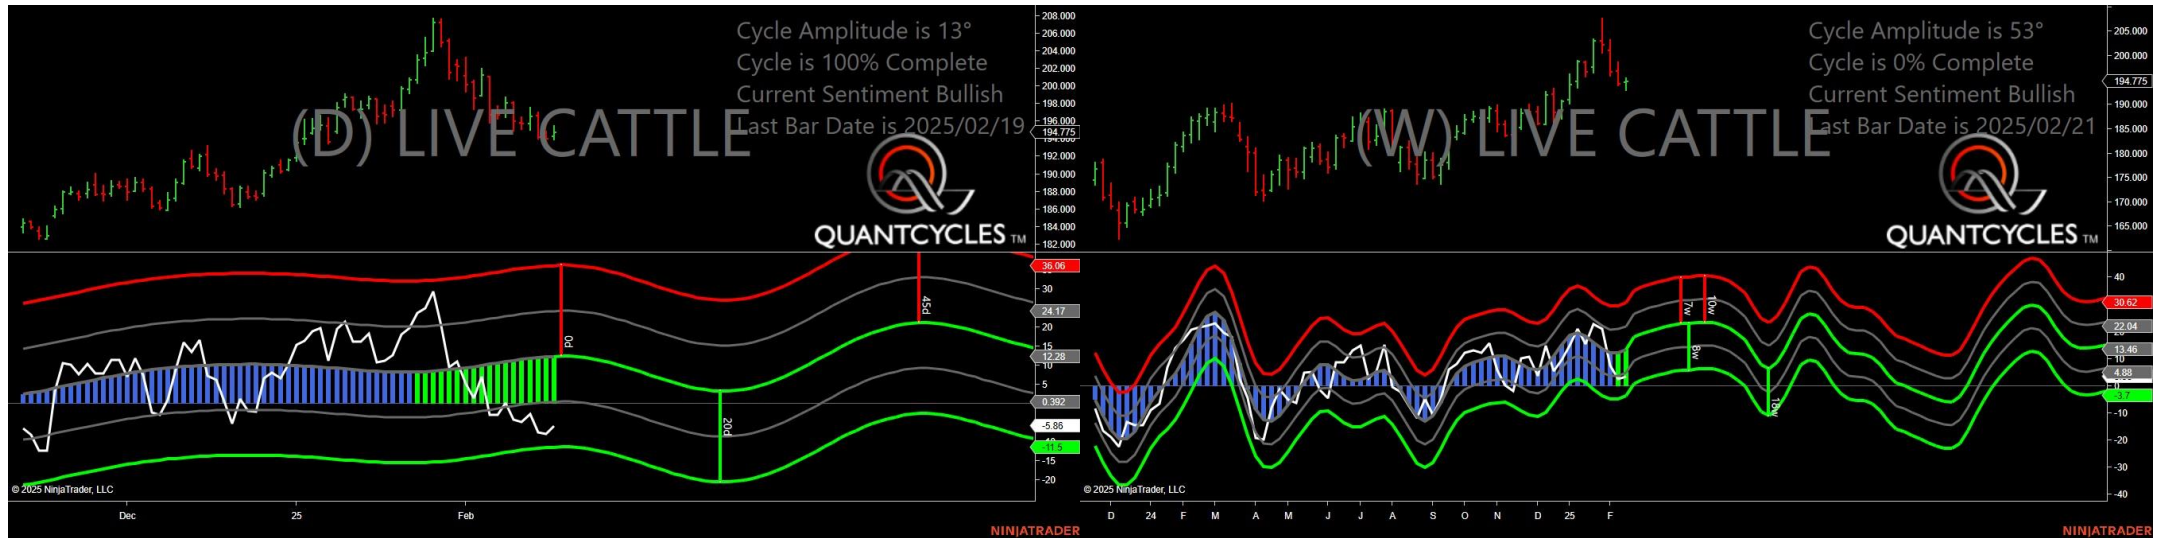 Cycle Amplitude is 13°
Cycle is 100% Complete
Current Sentiment Bullish
Last Bar Date is 2025/02/19
(D) LIVE CATTLE
QUANTCYCLES TM
208.000
206.000
204.000
202.000
200.000
198.000
196.000
194.775
192.000
190.000
188.000
186.000
184.000
182.000
36.06
30
24.17
20
15
12.28
10
5
0.392
-5.86
-11.5
-15
-20
0d
20d
45d
© 2025 NinjaTrader, LLC
Dec 25 Feb
NINJATRADER
Cycle Amplitude is 53°
Cycle is 0% Complete
Current Sentiment Bullish
Last Bar Date is 2025/02/21
(W) LIVE CATTLE
QUANTCYCLES TM
205.000
200.000
194.775
190.000
185.000
180.000
175.000
170.000
165.000
40
30.62
22.04
13.46
10
4.88
-3.7
-10
-20
-30
-40
7w
10w
8w
18w
© 2025 NinjaTrader, LLC
D 24 F M A M J J A S O N D 25 F
NINJATRADER